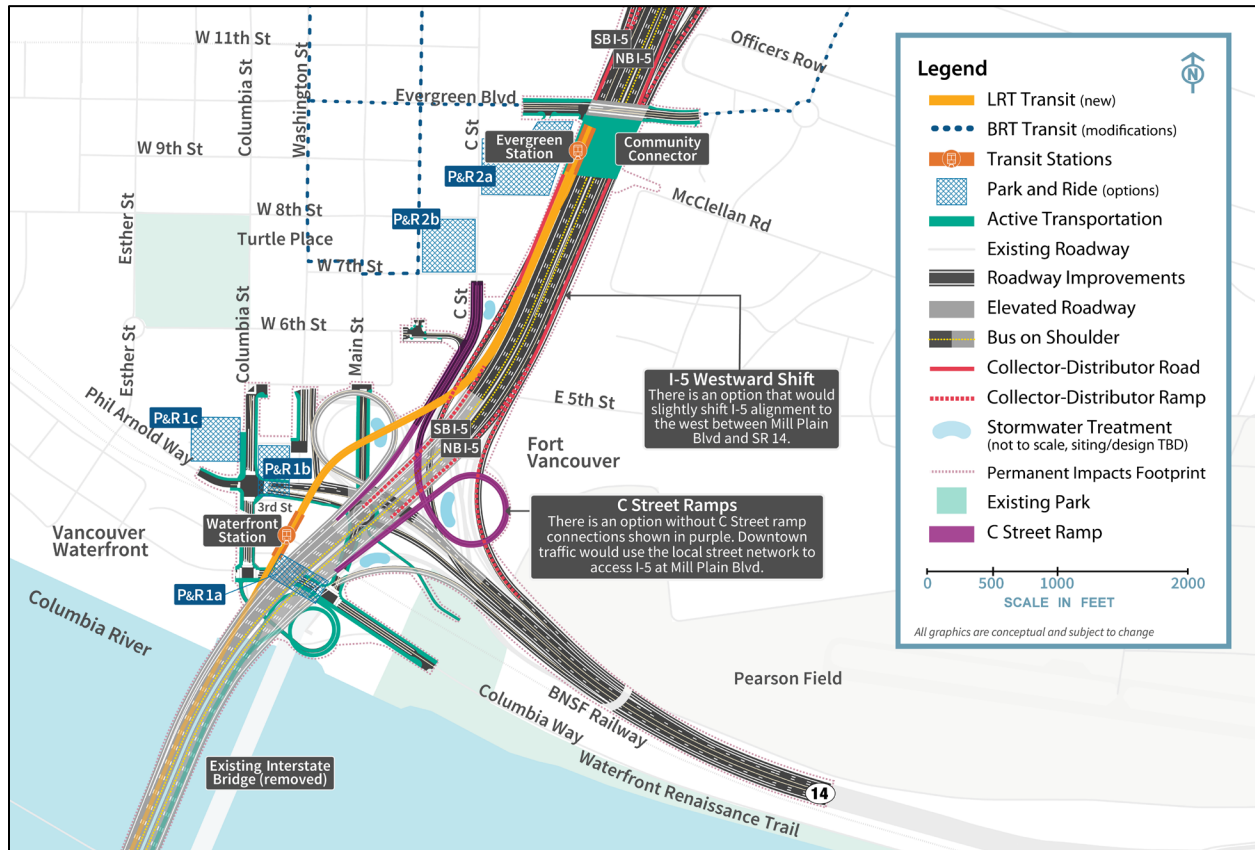 W 11th St
Columbia St
Washington St
SB I-5
NB I-5
Officers Row
Evergreen Blvd
C St
W 9th St
Evergreen
Station
Community
Connector
P&R 2a
McClellan Rd
Esther St
W 8th St
P&R 2b
Turtle Place
W 7th St
Columbia St
C St
W 6th St
Main St
Esther St
I-5 Westward Shift
There is an option that would
slightly shift I-5 alignment to
the west between Mill Plain
Blvd and SR 14.
E 5th St
Phil Arnold Way
P&R 1c
SB I-5
NB I-5
Fort
Vancouver
P&R 1b
3rd St
C Street Ramps
There is an option without C Street ramp
connections shown in purple. Downtown
traffic would use the local street network to
access I-5 at Mill Plain Blvd.
Waterfront
Station
Vancouver
Waterfront
P&R 1a
Columbia River
Pearson Field
BNSF Railway
Columbia Way
Waterfront Renaissance Trail
Existing Interstate
Bridge (removed)
14
Legend
N
LRT Transit (new)
BRT Transit (modifications)
Transit Stations
Park and Ride (options)
Active Transportation
Existing Roadway
Roadway Improvements
Elevated Roadway
Bus on Shoulder
Collector-Distributor Road
Collector-Distributor Ramp
Stormwater Treatment
(not to scale, siting/design TBD)
Permanent Impacts Footprint
Existing Park
C Street Ramp
0 500 1000 2000
SCALE IN FEET
All graphics are conceptual and subject to change